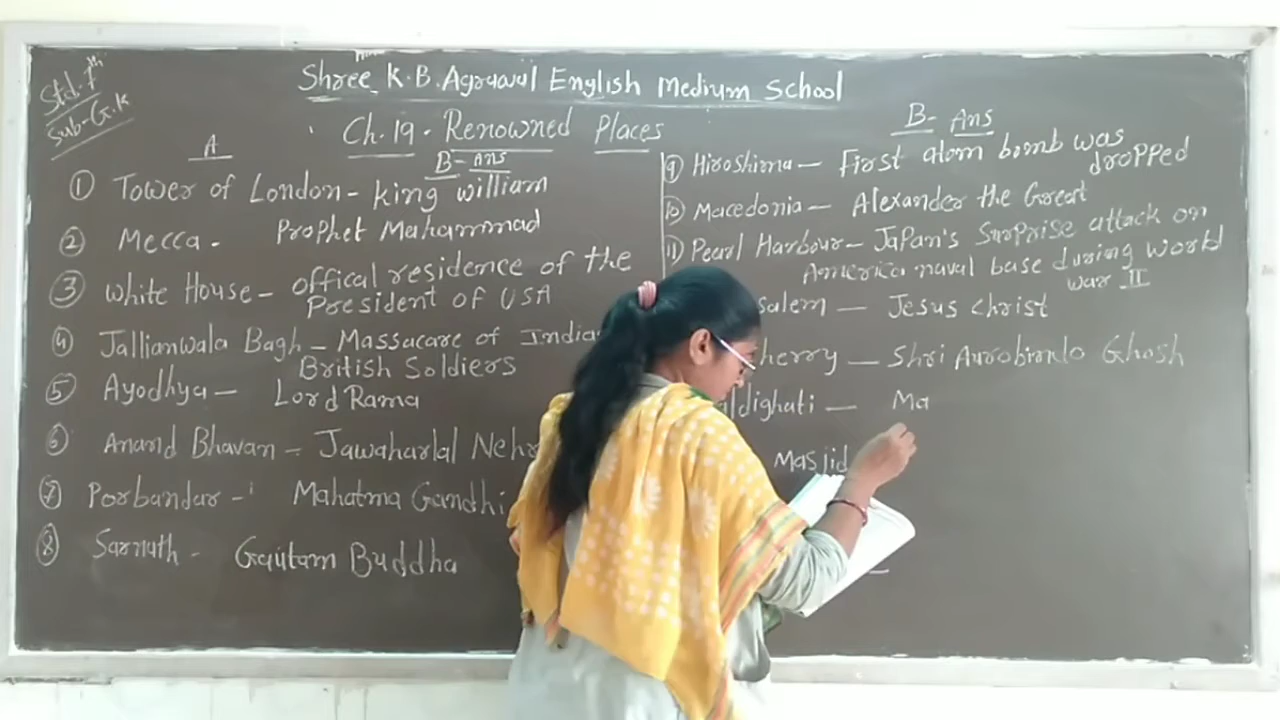 Std. 7th
Sub-G.K
Shree K.B. Agrawal English Medium School
Ch. 19. Renowned Places
A
B- Ans
① Tower of London - king william
② Mecca - Prophet Mahammad
③ White House - offical residence of the
President of USA
④ Jallianwala Bagh - Massacare of India
British Soldiers
⑤ Ayodhya - Lord Rama
⑥ Anand Bhavan - Jawaharlal Nehr
⑦ Porbandar - Mahatma Gandhi
⑧ Sarnath - Gautam Buddha
B- Ans
⑨ Hiroshima - First atom bomb was
dropped
⑩ Macedonia - Alexander the Great
⑪ Pearl Harbour - Japan's Surprise attack on
America naval base during World
war II
salem - Jesus christ
herry - Shri Aurobindo Ghosh
ldighati - Ma
Masjid